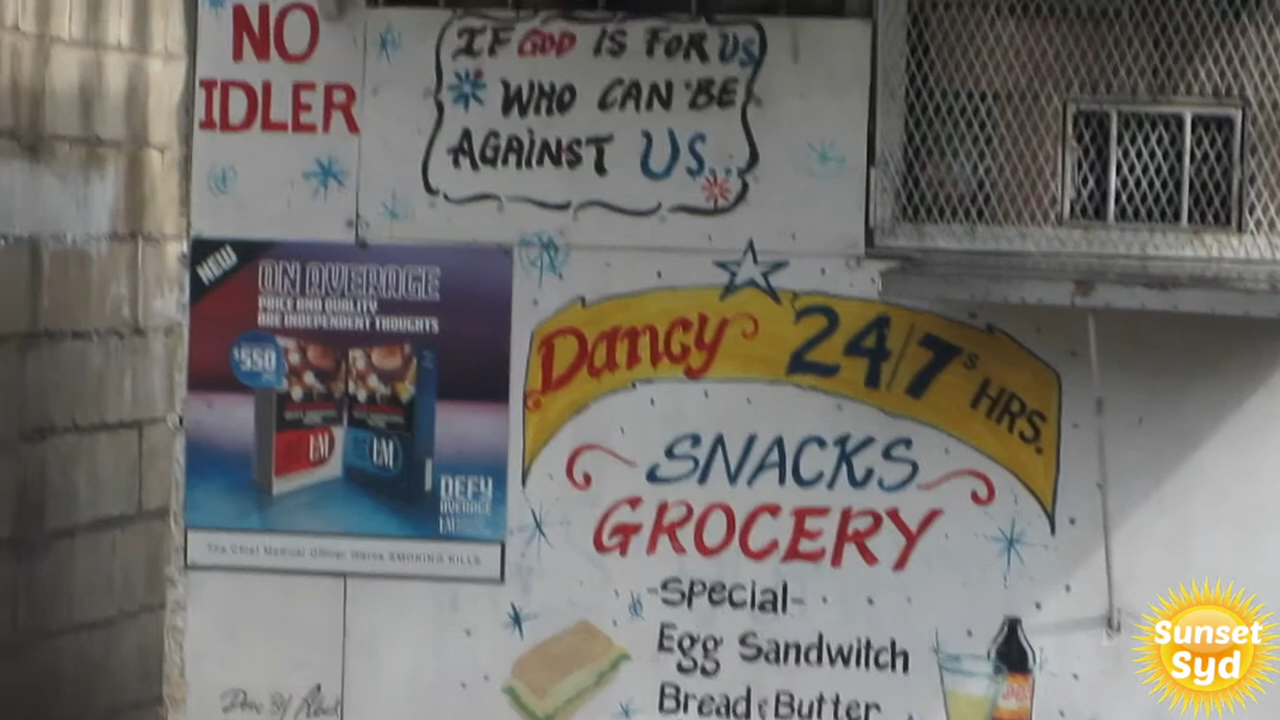 NO
IDLER
IF GOD IS FOR US
WHO CAN BE
AGAINST US...
NEW
ON AVERAGE
PRICE AND QUALITY
ARE INDEPENDENT THOUGHTS
$550
LM
LM
DEFY
AVERAGE
LM
The Chief Medical Officer Warns SMOKING KILLS
Dancy 24/7s HRS.
SNACKS
GROCERY
-Special-
Egg Sandwitch
Bread & Butter
Sunset
Syd